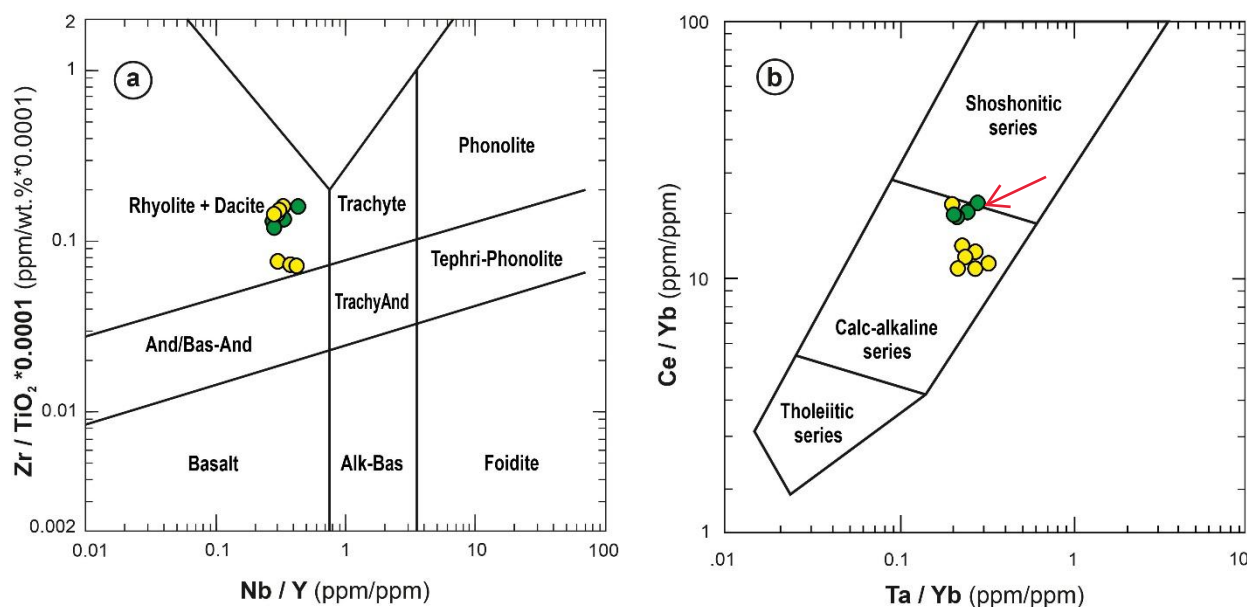 a
2
1
0.1
0.01
0.002
Zr / TiO₂ *0.0001 (ppm/wt.%*0.0001)
Phonolite
Rhyolite + Dacite
Trachyte
Tephri-Phonolite
TrachyAnd
And/Bas-And
Basalt
Alk-Bas
Foidite
0.01
0.1
1
10
100
Nb / Y (ppm/ppm)
b
100
10
1
Ce / Yb (ppm/ppm)
Shoshonitic
series
Calc-alkaline
series
Tholeiitic
series
.01
0.1
1
10
Ta / Yb (ppm/ppm)